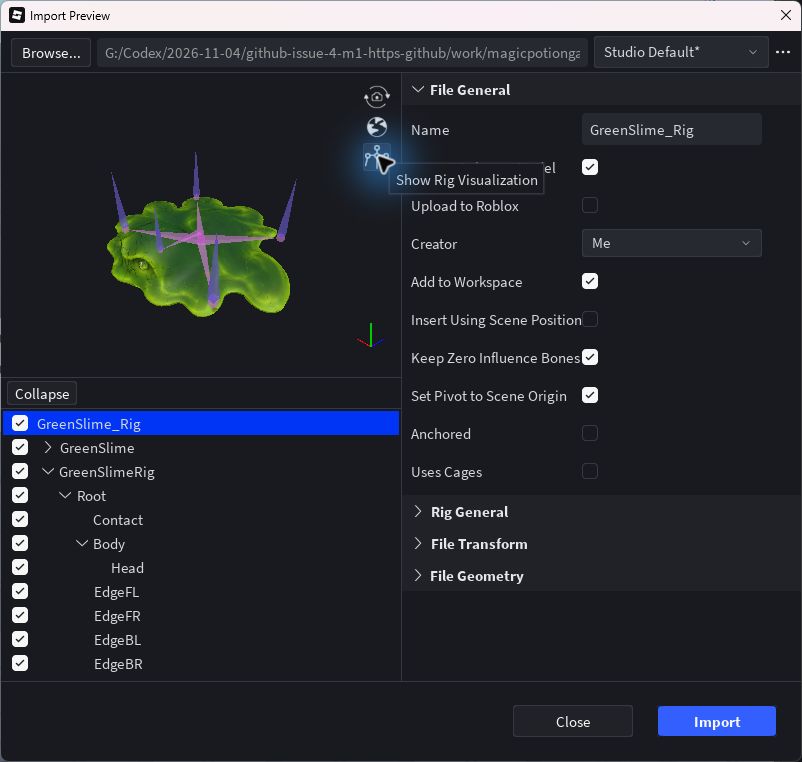 Import Preview
Browse...
G:/Codex/2026-11-04/github-issue-4-m1-https-github/work/magicpotionga
Studio Default*
File General
Name
GreenSlime_Rig
Show Rig Visualization
Upload to Roblox
Creator
Me
Add to Workspace
Insert Using Scene Position
Keep Zero Influence Bones
Set Pivot to Scene Origin
Anchored
Uses Cages
Rig General
File Transform
File Geometry
Collapse
GreenSlime_Rig
GreenSlime
GreenSlimeRig
Root
Contact
Body
Head
EdgeFL
EdgeFR
EdgeBL
EdgeBR
Close
Import